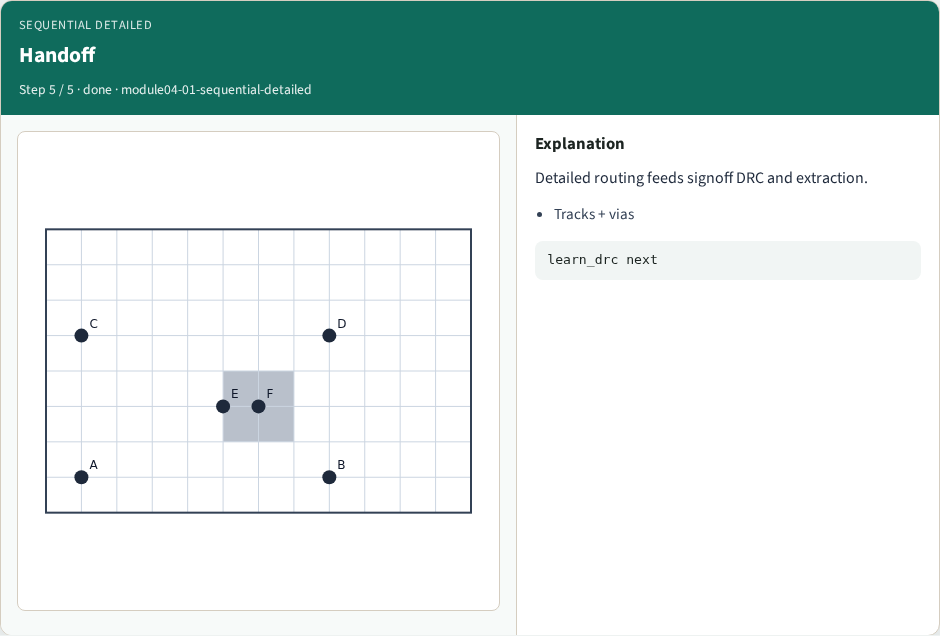 SEQUENTIAL DETAILED
Handoff
Step 5 / 5 · done · module04-01-sequential-detailed
C
D
E
F
A
B
Explanation
Detailed routing feeds signoff DRC and extraction.
• Tracks + vias
learn_drc next